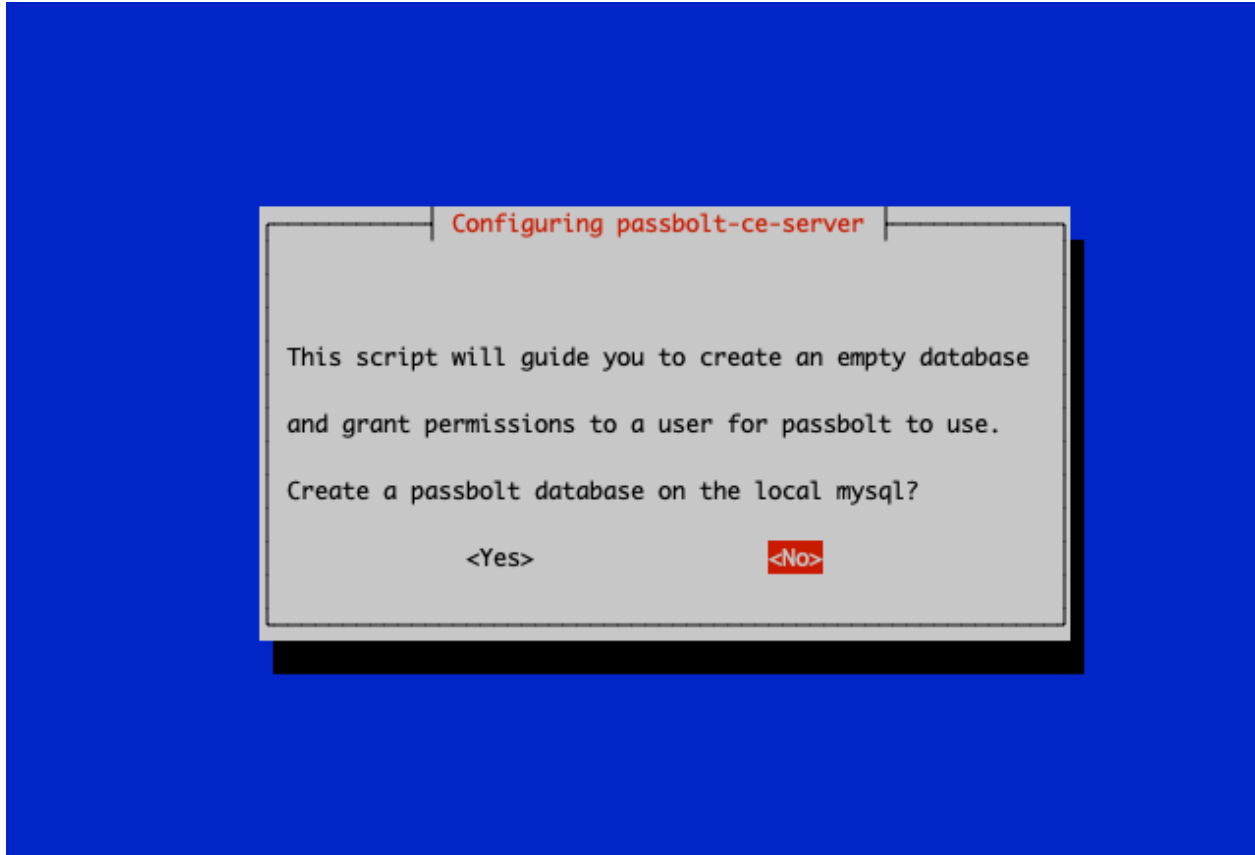 Configuring passbolt-ce-server
This script will guide you to create an empty database
and grant permissions to a user for passbolt to use.
Create a passbolt database on the local mysql?
<Yes> <No>